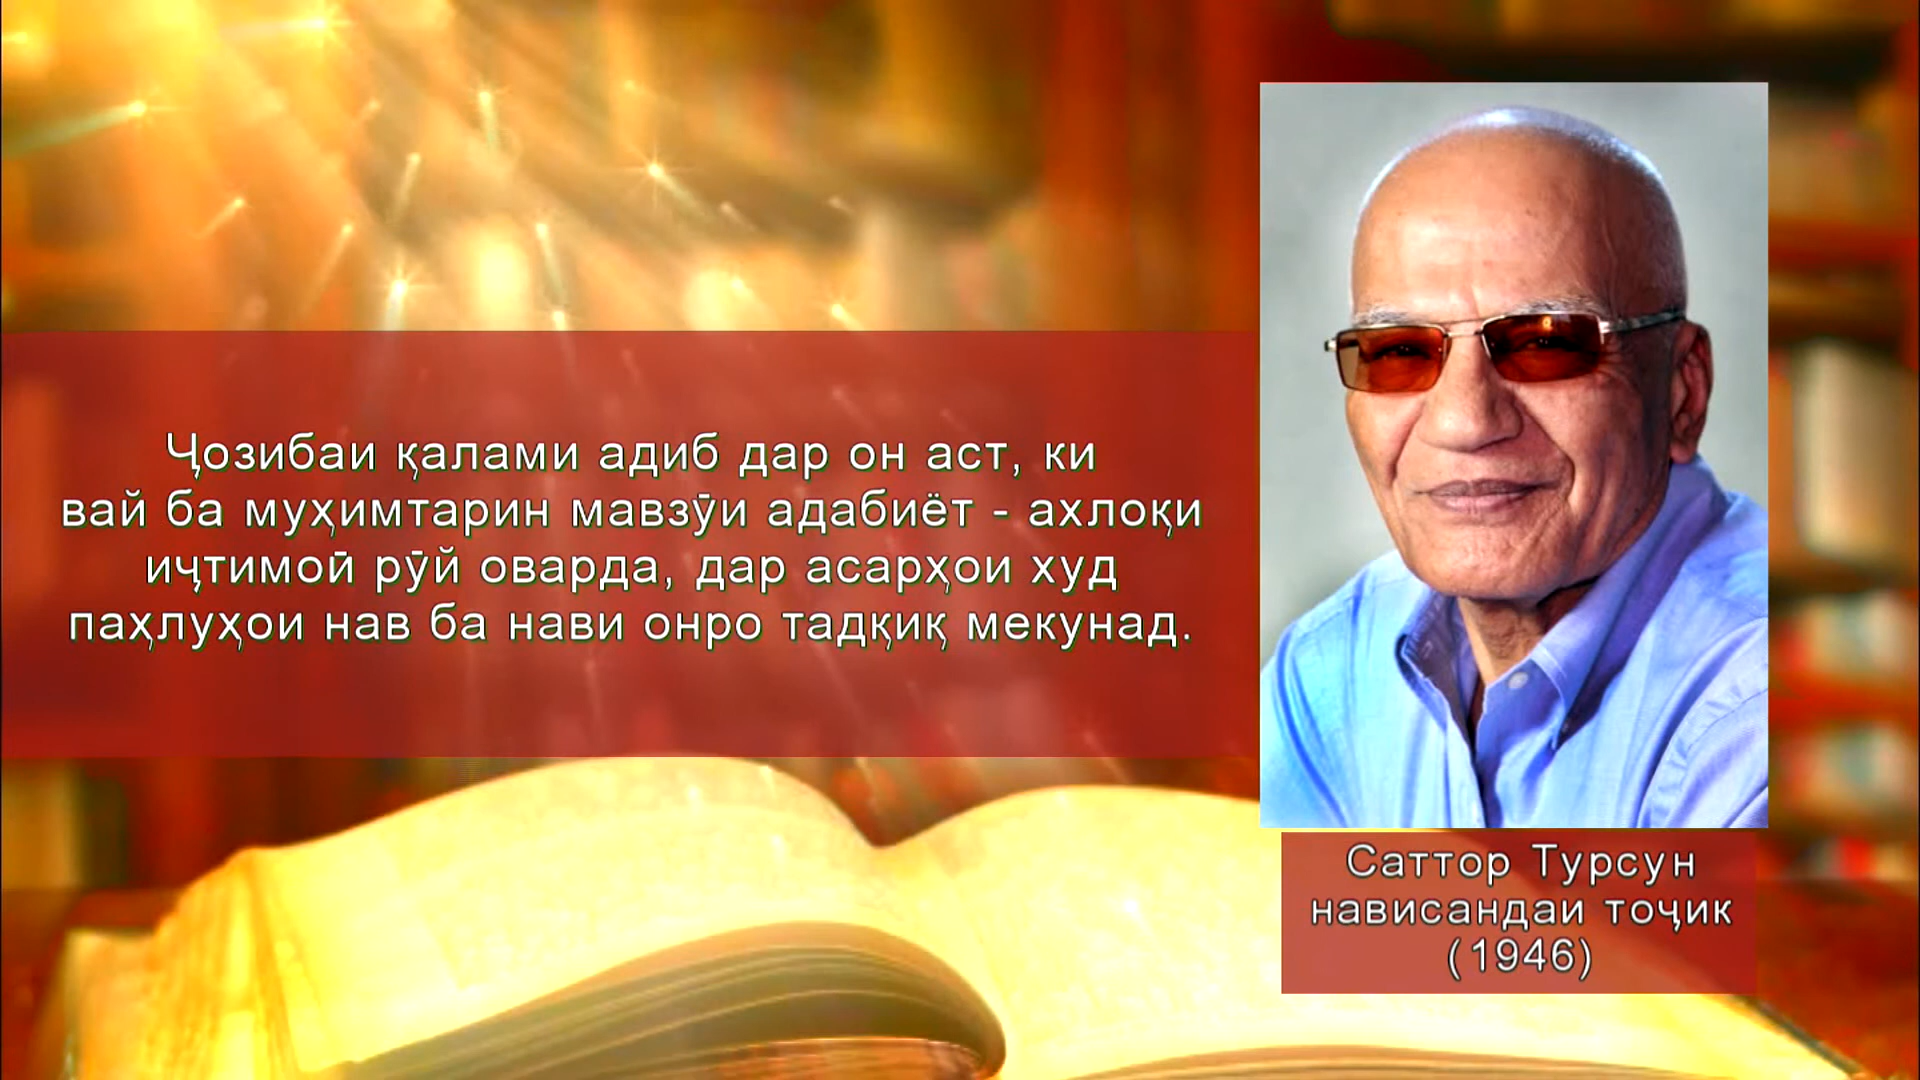 Ҷозибаи қалами адиб дар он аст, ки
вай ба муҳимтарин мавзӯи адабиёт - ахлоқи
иҷтимоӣ рӯй оварда, дар асарҳои худ
паҳлуҳои нав ба нави онро тадқиқ мекунад.
Саттор Турсун
нависандаи тоҷик
(1946)